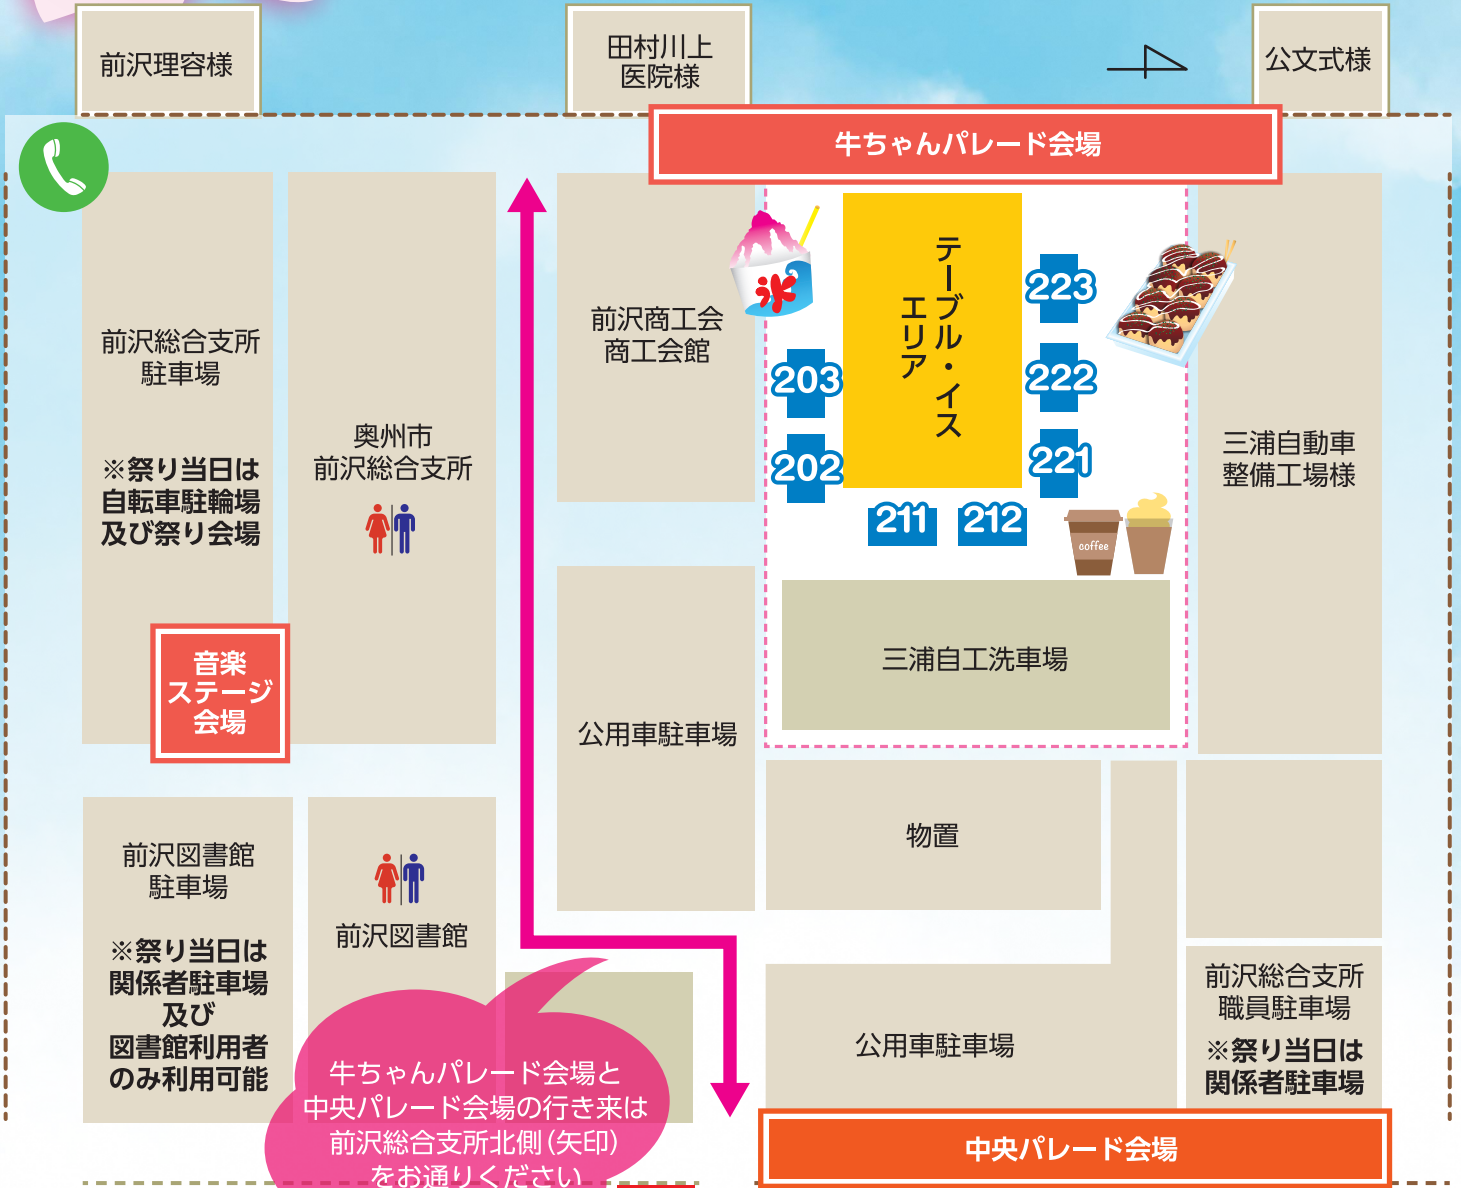 前沢理容様
田村川上
医院様
公文式様
牛ちゃんパレード会場
前沢総合支所
駐車場
※祭り当日は
自転車駐輪場
及び祭り会場
奥州市
前沢総合支所
前沢商工会
商工会館
氷
テーブル・イス
エリア
203
202
211
212
223
222
221
coffee
三浦自動車
整備工場様
三浦自工洗車場
音楽
ステージ
会場
公用車駐車場
物置
前沢図書館
駐車場
※祭り当日は
関係者駐車場
及び
図書館利用者
のみ利用可能
前沢図書館
公用車駐車場
前沢総合支所
職員駐車場
※祭り当日は
関係者駐車場
牛ちゃんパレード会場と
中央パレード会場の行き来は
前沢総合支所北側（矢印）
をお通りください
中央パレード会場